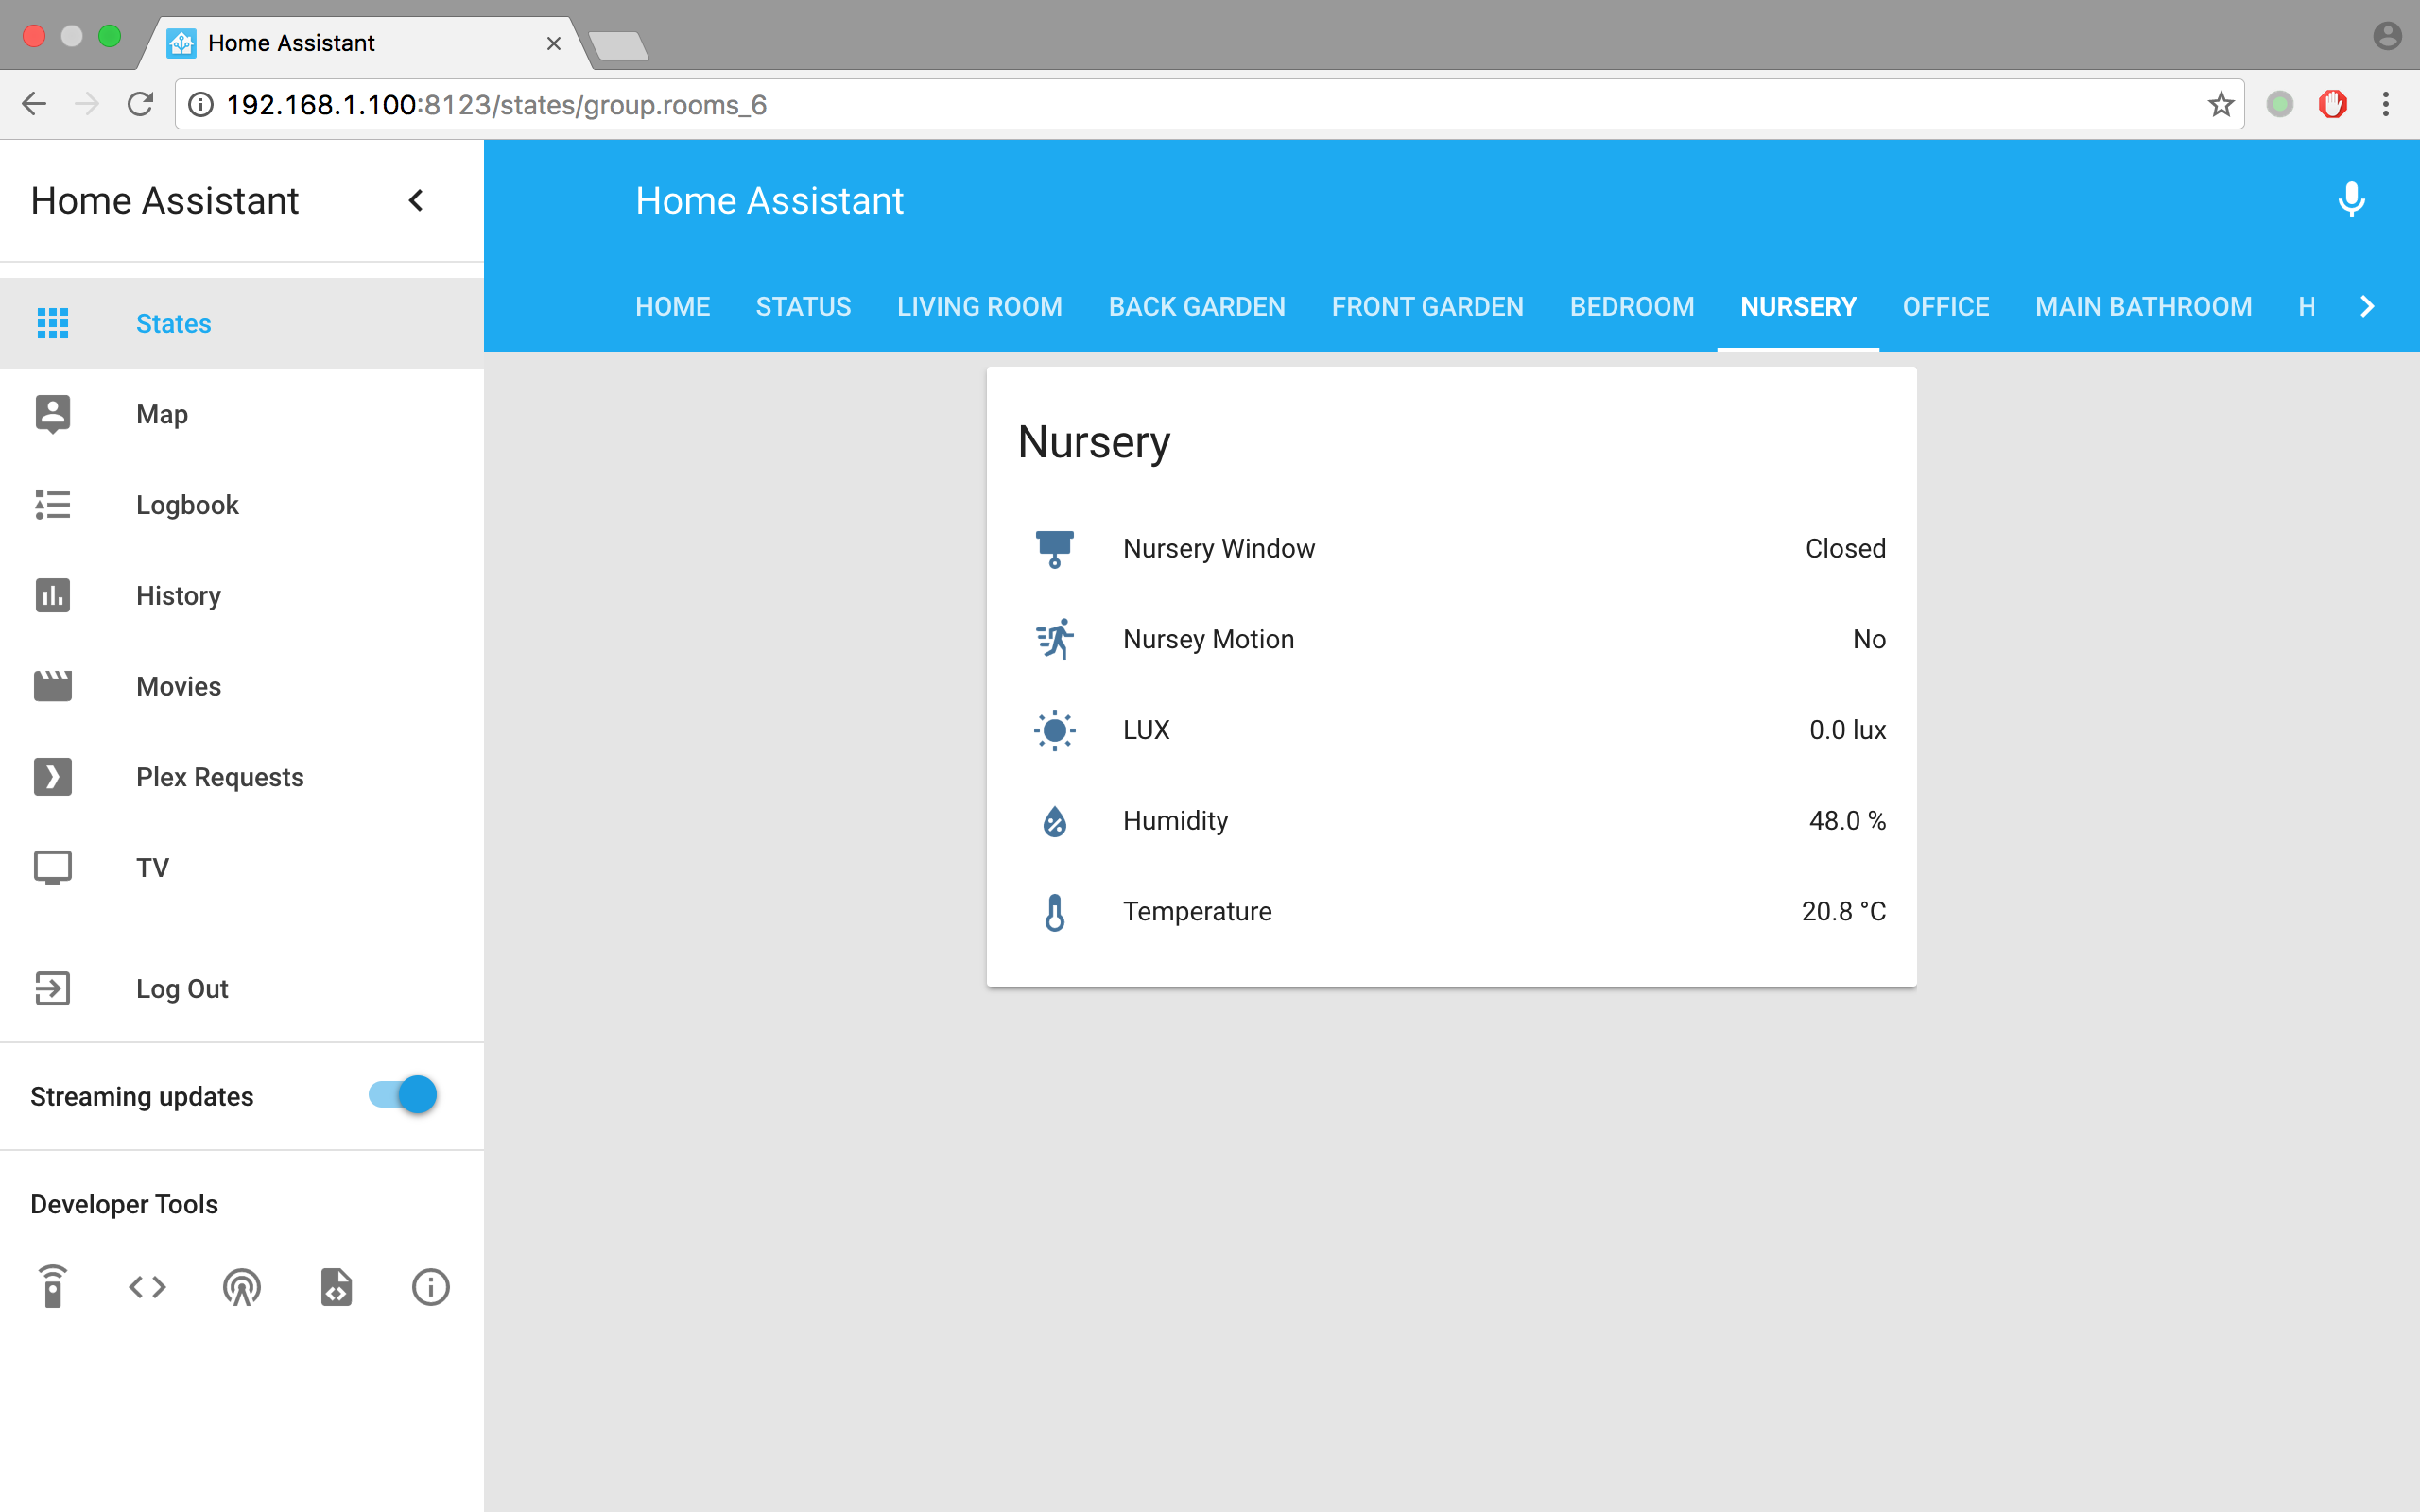 Home Assistant
192.168.1.100:8123/states/group.rooms_6
Home Assistant
States
Map
Logbook
History
Movies
Plex Requests
TV
Log Out
Streaming updates
Developer Tools
Home Assistant
HOME STATUS LIVING ROOM BACK GARDEN FRONT GARDEN BEDROOM NURSERY OFFICE MAIN BATHROOM H
Nursery
Nursery Window Closed
Nursey Motion No
LUX 0.0 lux
Humidity 48.0 %
Temperature 20.8 °C